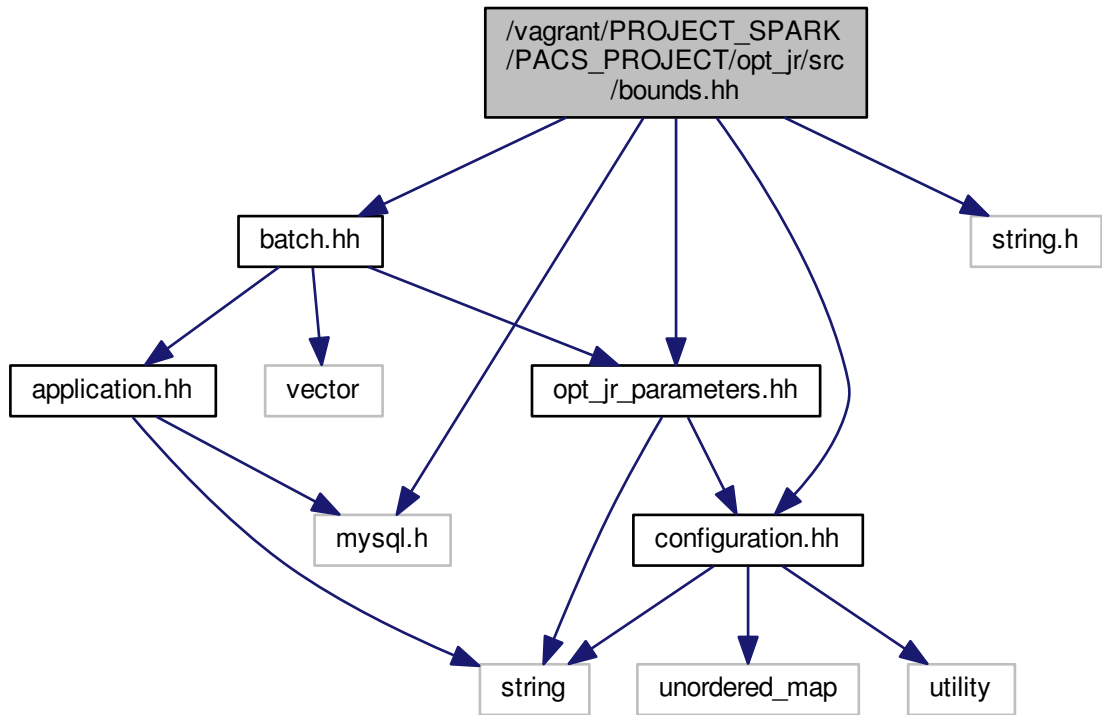 /vagrant/PROJECT_SPARK
/PACS_PROJECT/opt_jr/src
/bounds.hh
batch.hh
string.h
application.hh
vector
opt_jr_parameters.hh
mysql.h
configuration.hh
string
unordered_map
utility